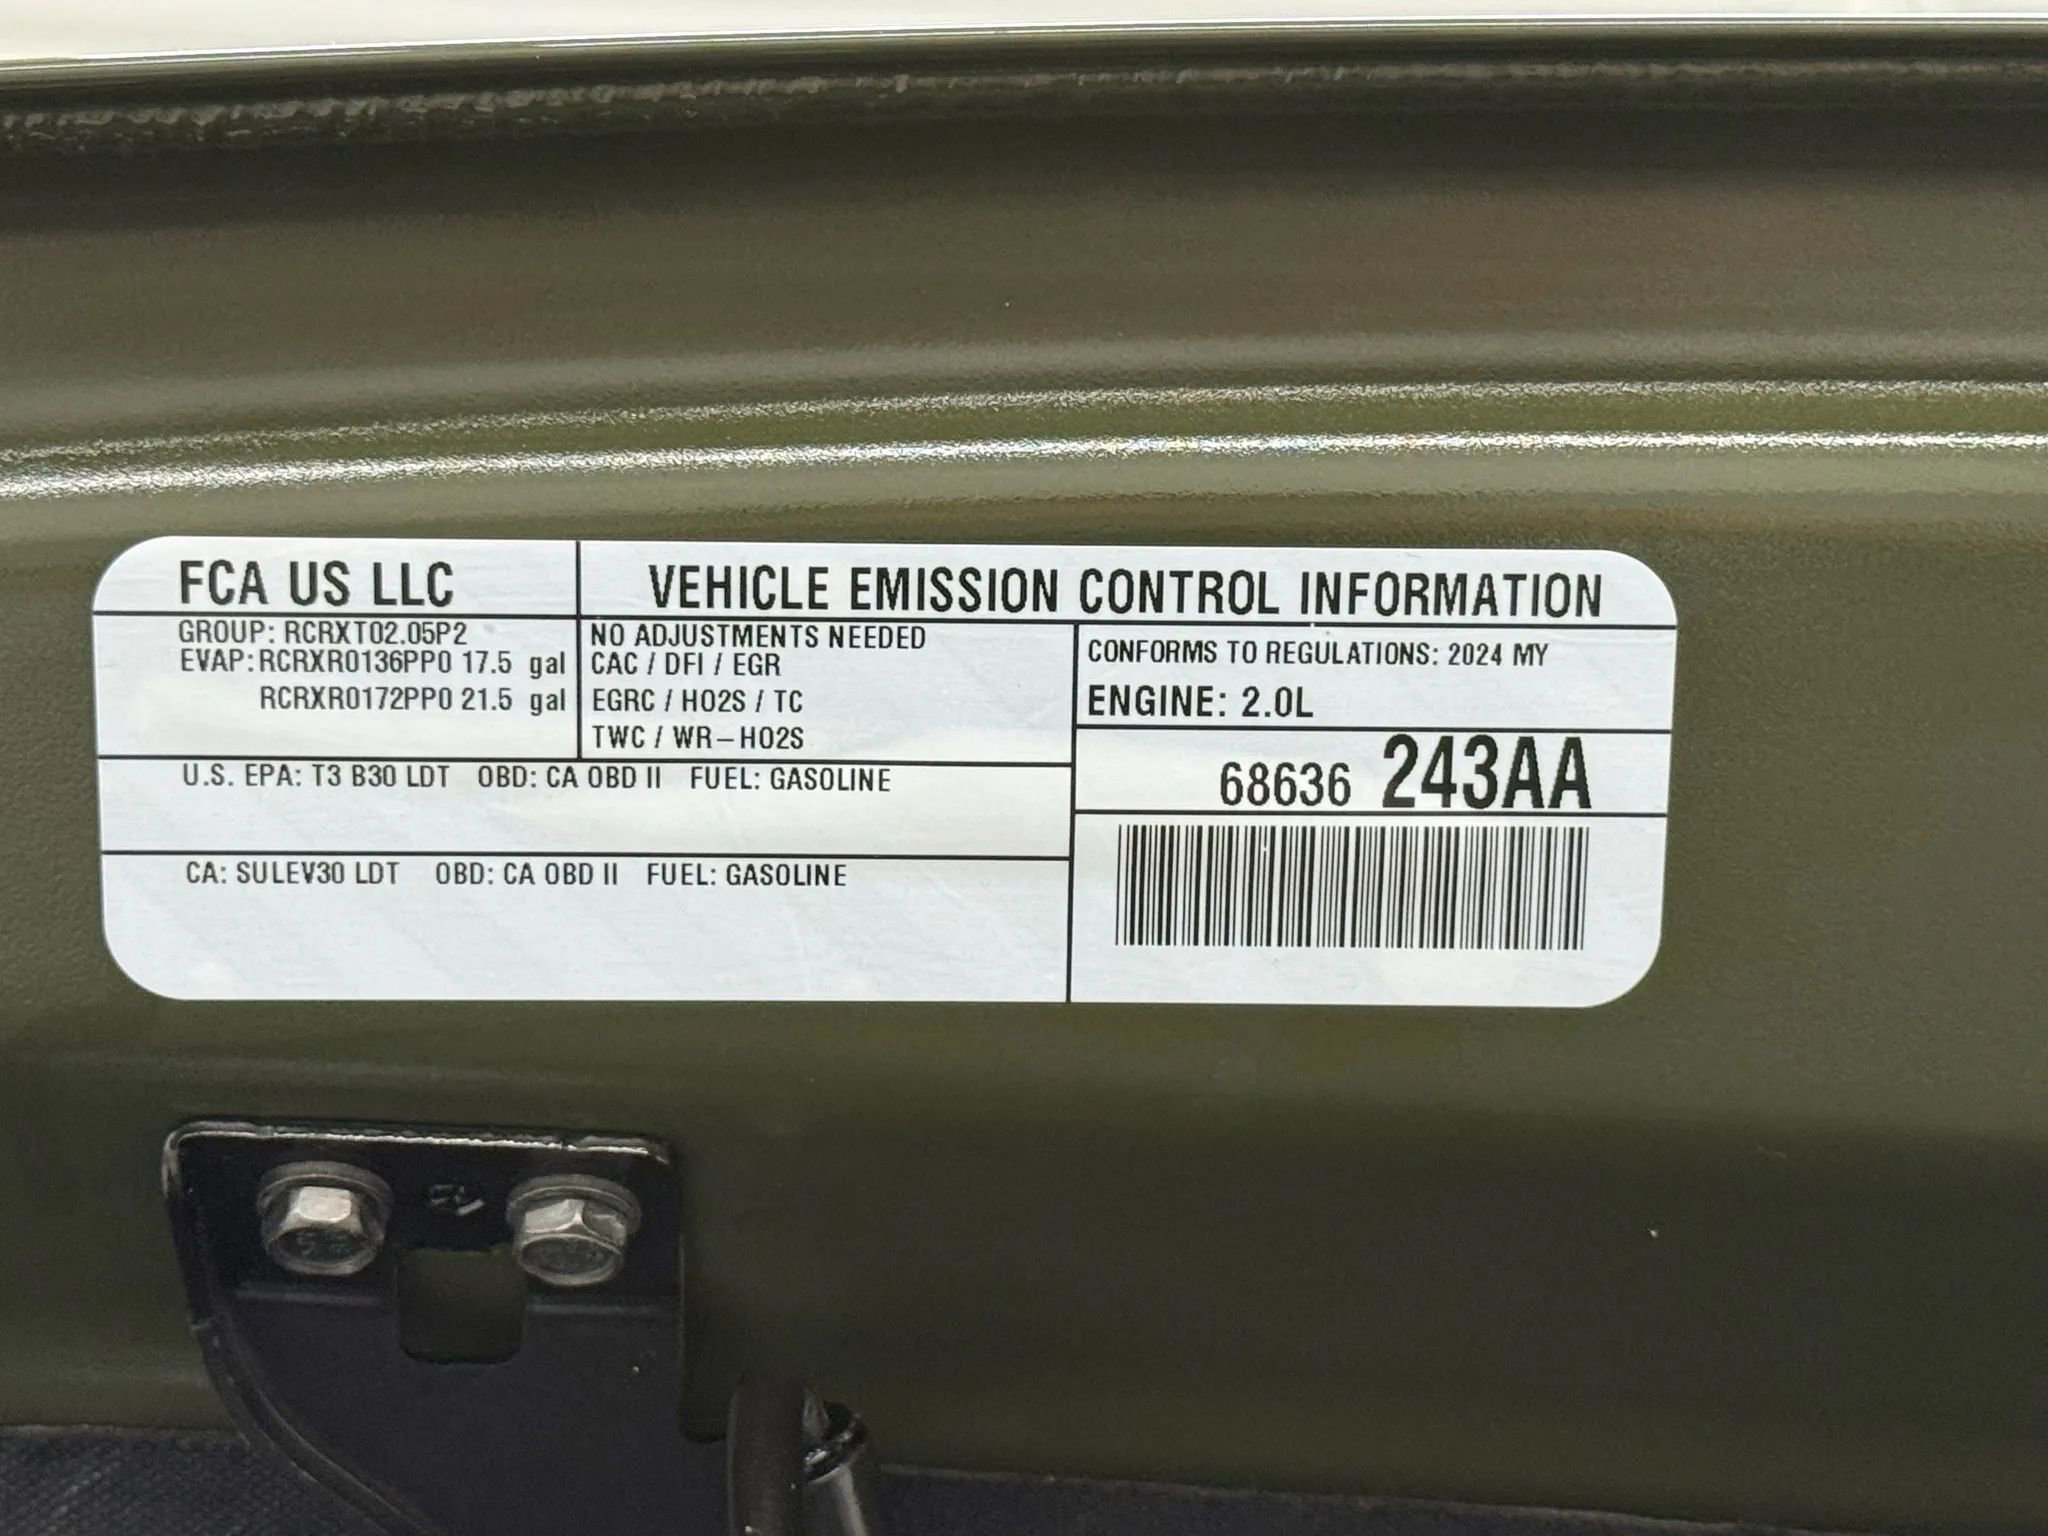 FCA US LLC
VEHICLE EMISSION CONTROL INFORMATION
GROUP: RCRXT02.05P2
EVAP: RCRXR0136PP0 17.5 gal
RCRXR0172PP0 21.5 gal
NO ADJUSTMENTS NEEDED
CAC / DFI / EGR
EGRC / HO2S / TC
TWC / WR-HO2S
CONFORMS TO REGULATIONS: 2024 MY
ENGINE: 2.0L
68636 243AA
U.S. EPA: T3 B30 LDT OBD: CA OBD II FUEL: GASOLINE
CA: SULEV30 LDT OBD: CA OBD II FUEL: GASOLINE